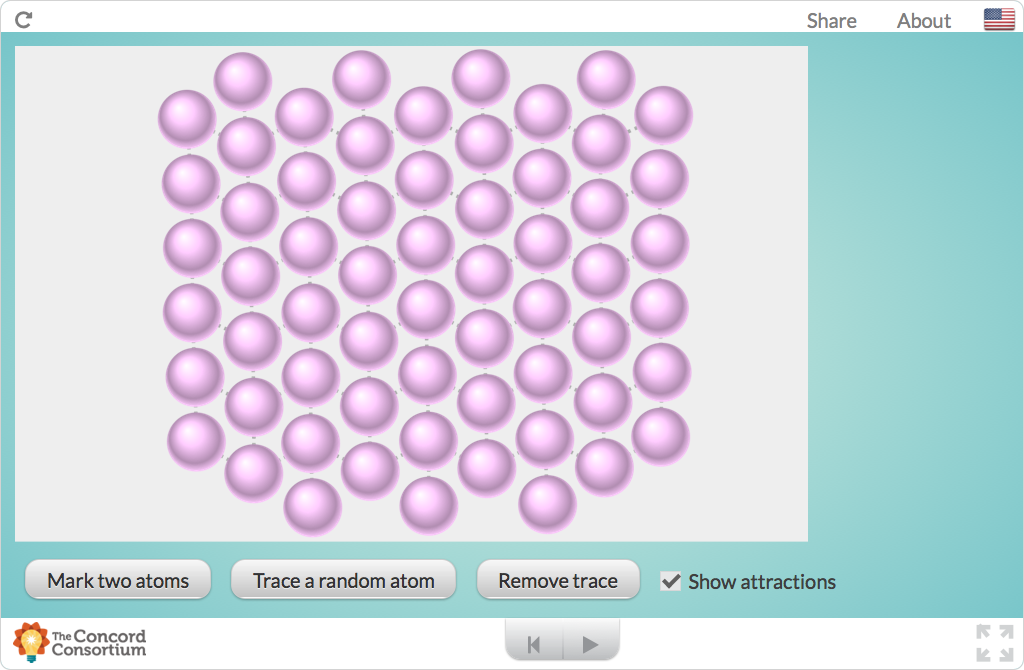 Share About
Mark two atoms Trace a random atom Remove trace Show attractions
The Concord
Consortium